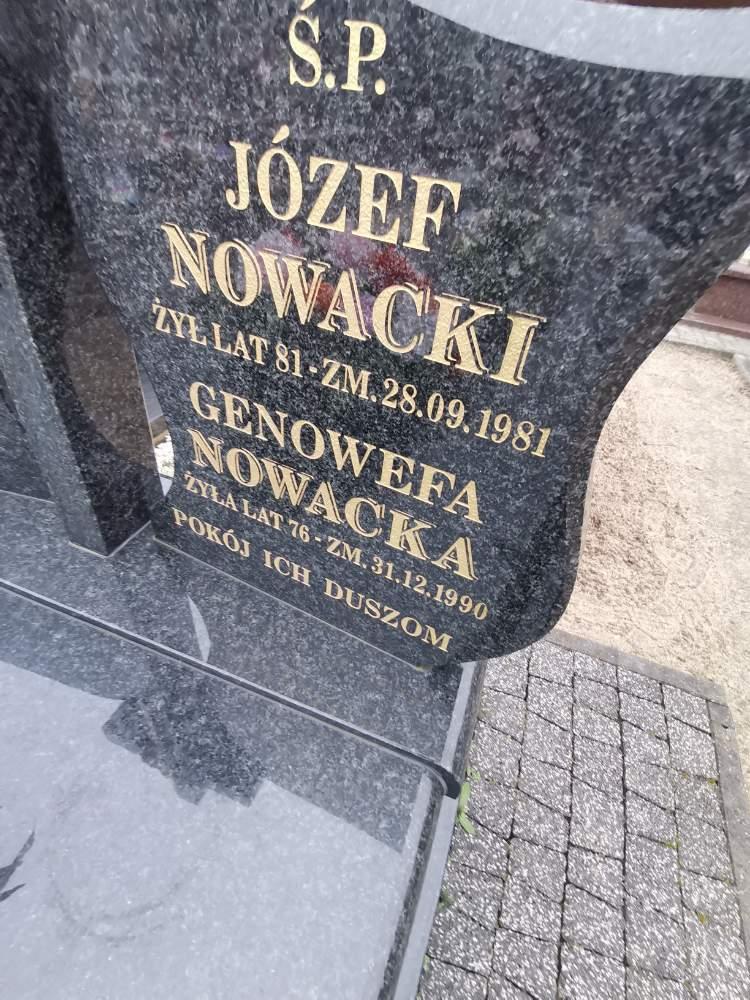 Ś.P.
JÓZEF
NOWACKI
ŻYŁ LAT 81 - ZM. 28.09.1981
GENOWEFA
NOWACKA
ŻYŁA LAT 76 - ZM. 31.12.1990
POKÓJ ICH DUSZOM